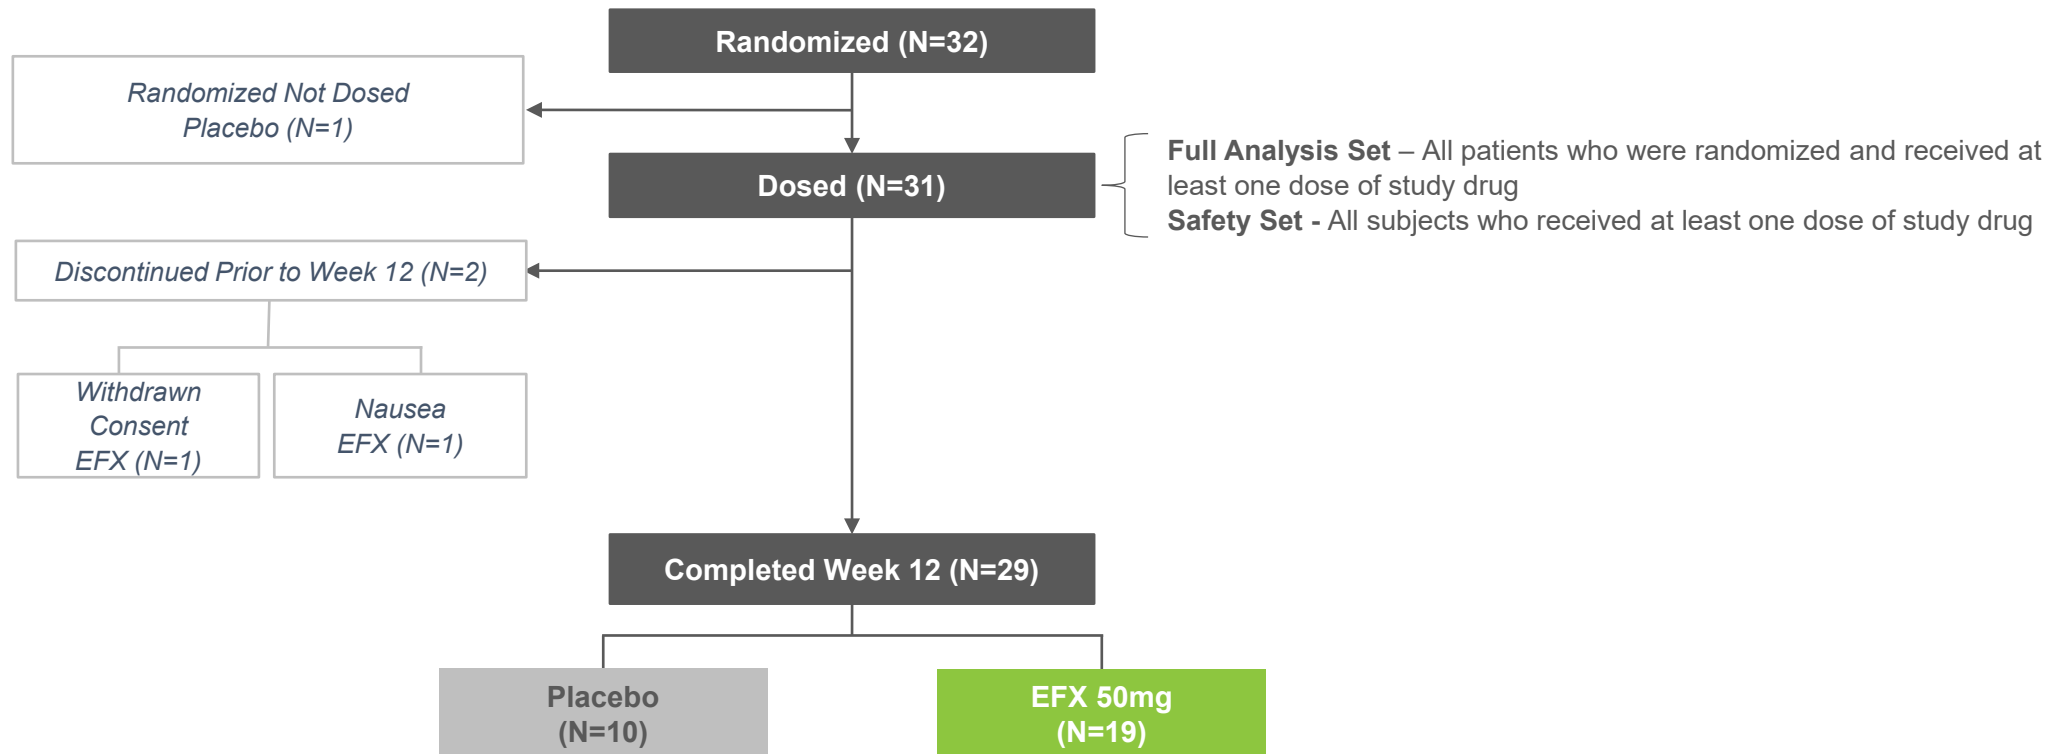 Randomized (N=32)
Randomized Not Dosed
Placebo (N=1)
Dosed (N=31)
Full Analysis Set – All patients who were randomized and received at
least one dose of study drug
Safety Set - All subjects who received at least one dose of study drug
Discontinued Prior to Week 12 (N=2)
Withdrawn
Consent
EFX (N=1)
Nausea
EFX (N=1)
Completed Week 12 (N=29)
Placebo
(N=10)
EFX 50mg
(N=19)